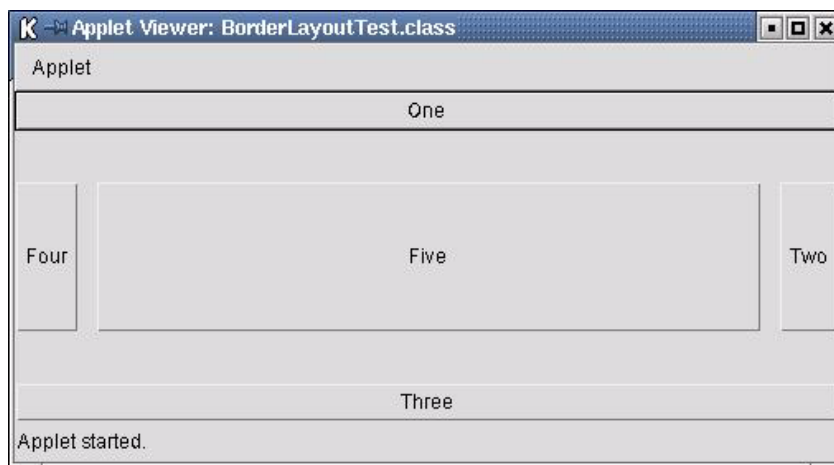 Applet Viewer: BorderLayoutTest.class
Applet
One
Four
Five
Two
Three
Applet started.